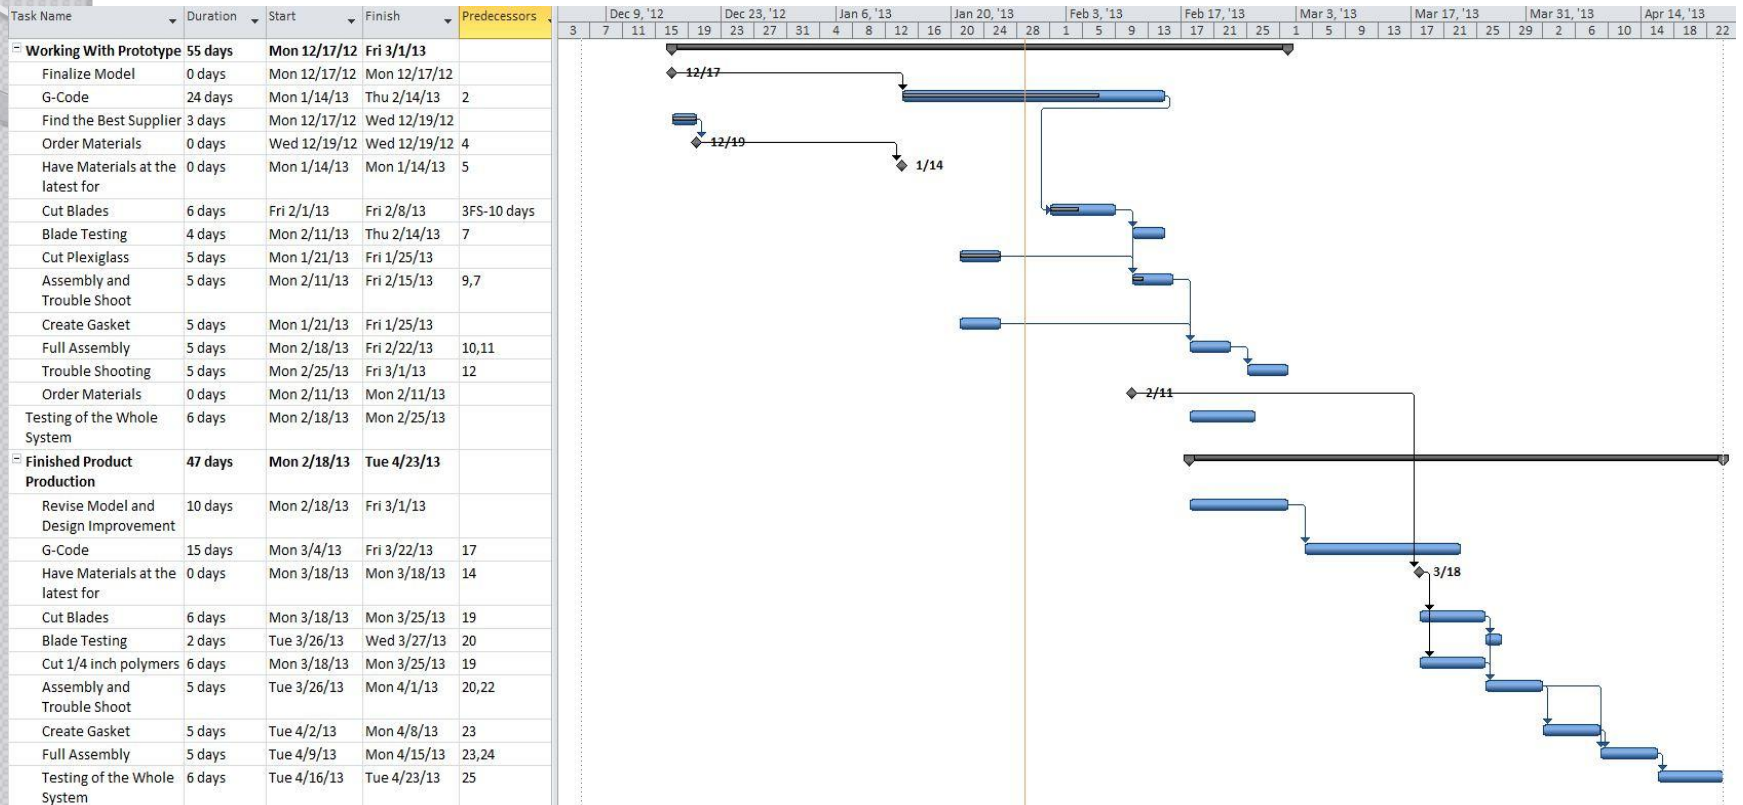 Task Name Duration Start Finish Predecessors
Dec 9, '12 Dec 23, '12 Jan 6, '13 Jan 20, '13 Feb 3, '13 Feb 17, '13 Mar 3, '13 Mar 17, '13 Mar 31, '13 Apr 14, '13
3 7 11 15 19 23 27 31 4 8 12 16 20 24 28 1 5 9 13 17 21 25 1 5 9 13 17 21 25 29 2 6 10 14 18 22
Working With Prototype 55 days Mon 12/17/12 Fri 3/1/13
Finalize Model 0 days Mon 12/17/12 Mon 12/17/12 12/17
G-Code 24 days Mon 1/14/13 Thu 2/14/13 2
Find the Best Supplier 3 days Mon 12/17/12 Wed 12/19/12
Order Materials 0 days Wed 12/19/12 Wed 12/19/12 4 12/19
Have Materials at the 0 days Mon 1/14/13 Mon 1/14/13 5 1/14
latest for
Cut Blades 6 days Fri 2/1/13 Fri 2/8/13 3FS-10 days
Blade Testing 4 days Mon 2/11/13 Thu 2/14/13 7
Cut Plexiglass 5 days Mon 1/21/13 Fri 1/25/13
Assembly and 5 days Mon 2/11/13 Fri 2/15/13 9,7
Trouble Shoot
Create Gasket 5 days Mon 1/21/13 Fri 1/25/13
Full Assembly 5 days Mon 2/18/13 Fri 2/22/13 10,11
Trouble Shooting 5 days Mon 2/25/13 Fri 3/1/13 12
Order Materials 0 days Mon 2/11/13 Mon 2/11/13 2/11
Testing of the Whole 6 days Mon 2/18/13 Mon 2/25/13
System
Finished Product 47 days Mon 2/18/13 Tue 4/23/13
Production
Revise Model and 10 days Mon 2/18/13 Fri 3/1/13
Design Improvement
G-Code 15 days Mon 3/4/13 Fri 3/22/13 17
Have Materials at the 0 days Mon 3/18/13 Mon 3/18/13 14 3/18
latest for
Cut Blades 6 days Mon 3/18/13 Mon 3/25/13 19
Blade Testing 2 days Tue 3/26/13 Wed 3/27/13 20
Cut 1/4 inch polymers 6 days Mon 3/18/13 Mon 3/25/13 19
Assembly and 5 days Tue 3/26/13 Mon 4/1/13 20,22
Trouble Shoot
Create Gasket 5 days Tue 4/2/13 Mon 4/8/13 23
Full Assembly 5 days Tue 4/9/13 Mon 4/15/13 23,24
Testing of the Whole 6 days Tue 4/16/13 Tue 4/23/13 25
System